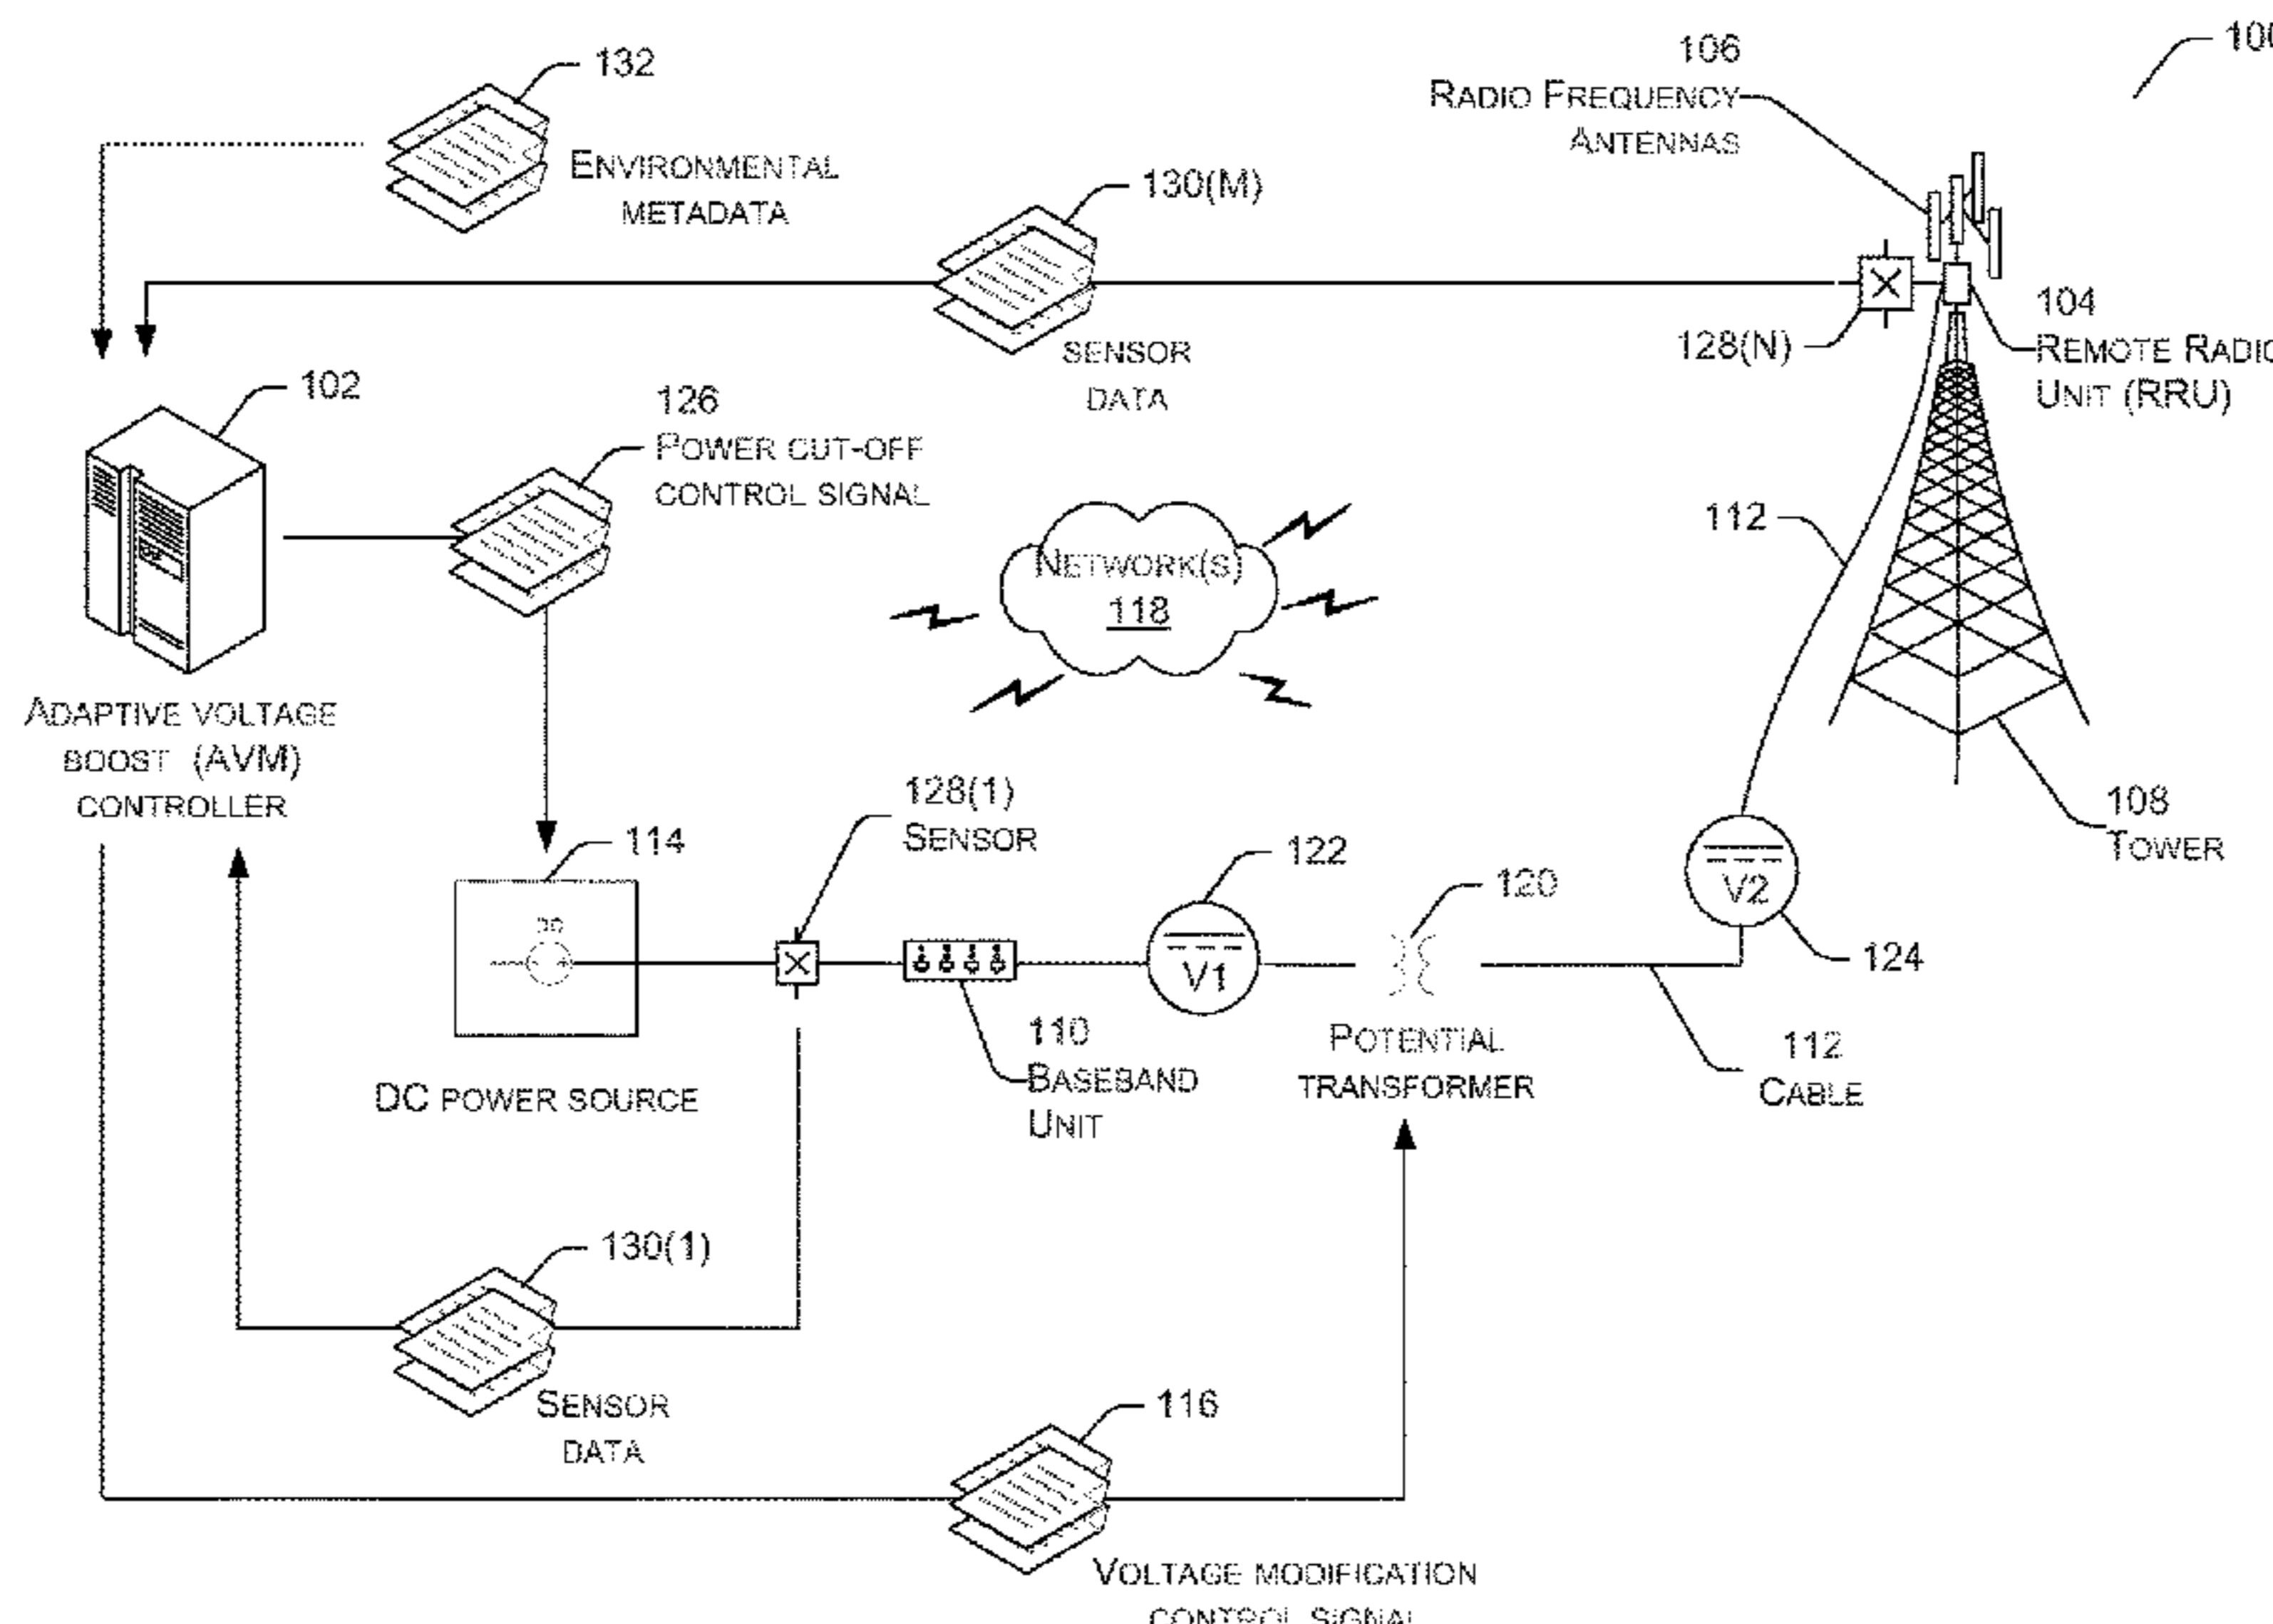 100
132
ENVIRONMENTAL
METADATA
106
RADIO FREQUENCY
ANTENNAS
130(M)
SENSOR
DATA
128(N)
104
REMOTE RADIO
UNIT (RRU)
102
126
POWER CUT-OFF
CONTROL SIGNAL
NETWORK(S)
118
112
ADAPTIVE VOLTAGE
BOOST (AVM)
CONTROLLER
114
DC
DC POWER SOURCE
128(1)
SENSOR
110
BASEBAND
UNIT
122
V1
120
POTENTIAL
TRANSFORMER
V2
124
112
CABLE
108
TOWER
130(1)
SENSOR
DATA
116
VOLTAGE MODIFICATION
CONTROL SIGNAL